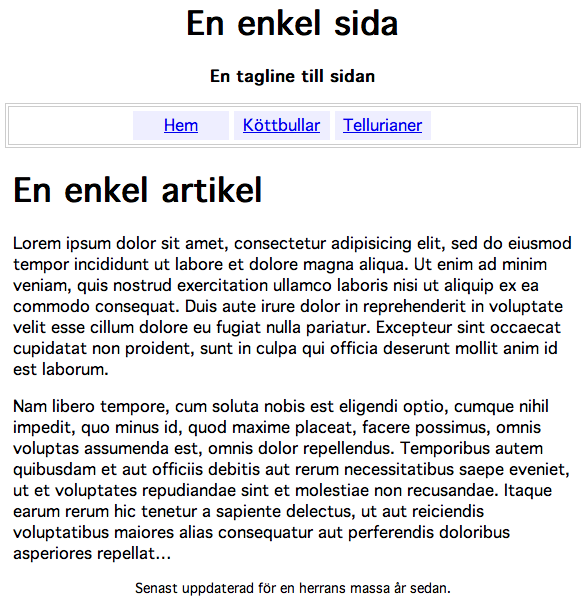 En enkel sida
En tagline till sidan
Hem Köttbullar Tellurianer
En enkel artikel
Lorem ipsum dolor sit amet, consectetur adipisicing elit, sed do eiusmod
tempor incididunt ut labore et dolore magna aliqua. Ut enim ad minim
veniam, quis nostrud exercitation ullamco laboris nisi ut aliquip ex ea
commodo consequat. Duis aute irure dolor in reprehenderit in voluptate
velit esse cillum dolore eu fugiat nulla pariatur. Excepteur sint occaecat
cupidatat non proident, sunt in culpa qui officia deserunt mollit anim id
est laborum.
Nam libero tempore, cum soluta nobis est eligendi optio, cumque nihil
impedit, quo minus id, quod maxime placeat, facere possimus, omnis
voluptas assumenda est, omnis dolor repellendus. Temporibus autem
quibusdam et aut officiis debitis aut rerum necessitatibus saepe eveniet,
ut et voluptates repudiandae sint et molestiae non recusandae. Itaque
earum rerum hic tenetur a sapiente delectus, ut aut reiciendis
voluptatibus maiores alias consequatur aut perferendis doloribus
asperiores repellat…
Senast uppdaterad för en herrans massa år sedan.